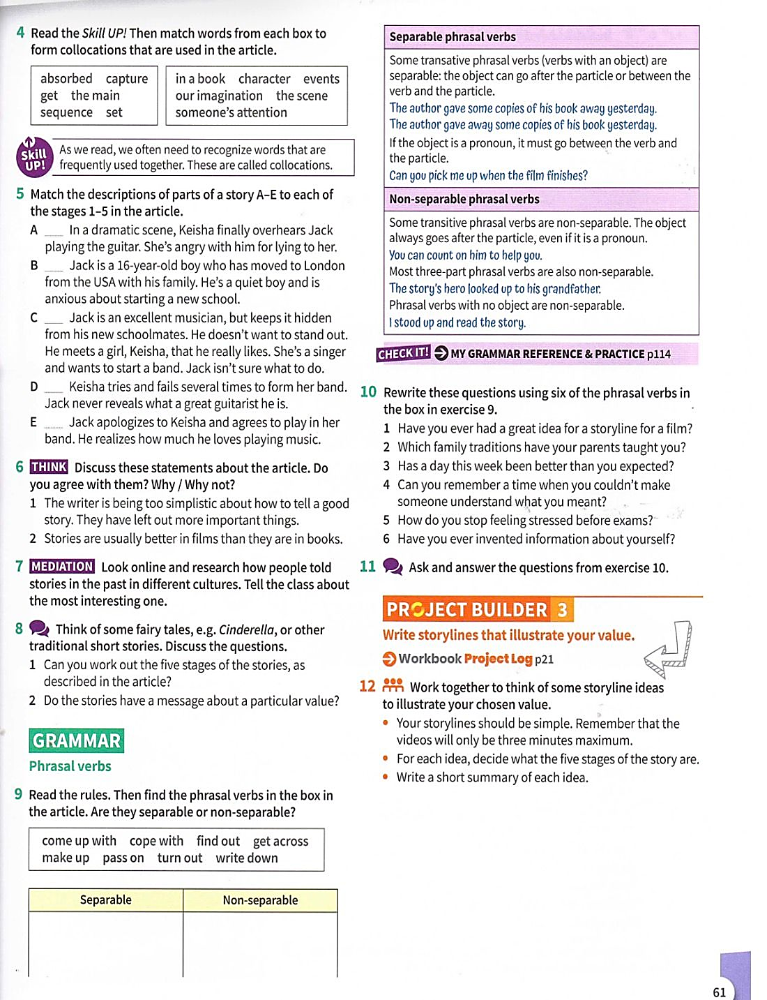 4 Read the Skill UP! Then match words from each box to
form collocations that are used in the article.
absorbed capture
get the main
sequence set
in a book character events
our imagination the scene
someone's attention
Skill UP!
As we read, we often need to recognize words that are
frequently used together. These are called collocations.
5 Match the descriptions of parts of a story A–E to each of
the stages 1–5 in the article.
A ___ In a dramatic scene, Keisha finally overhears Jack
playing the guitar. She's angry with him for lying to her.
B ___ Jack is a 16-year-old boy who has moved to London
from the USA with his family. He's a quiet boy and is
anxious about starting a new school.
C ___ Jack is an excellent musician, but keeps it hidden
from his new schoolmates. He doesn't want to stand out.
He meets a girl, Keisha, that he really likes. She's a singer
and wants to start a band. Jack isn't sure what to do.
D ___ Keisha tries and fails several times to form her band.
Jack never reveals what a great guitarist he is.
E ___ Jack apologizes to Keisha and agrees to play in her
band. He realizes how much he loves playing music.
6 THINK Discuss these statements about the article. Do
you agree with them? Why / Why not?
1 The writer is being too simplistic about how to tell a good
story. They have left out more important things.
2 Stories are usually better in films than they are in books.
7 MEDIATION Look online and research how people told
stories in the past in different cultures. Tell the class about
the most interesting one.
8 Think of some fairy tales, e.g. Cinderella, or other
traditional short stories. Discuss the questions.
1 Can you work out the five stages of the stories, as
described in the article?
2 Do the stories have a message about a particular value?
GRAMMAR
Phrasal verbs
9 Read the rules. Then find the phrasal verbs in the box in
the article. Are they separable or non-separable?
come up with cope with find out get across
make up pass on turn out write down
Separable Non-separable
Separable phrasal verbs
Some transative phrasal verbs (verbs with an object) are
separable: the object can go after the particle or between the
verb and the particle.
The author gave some copies of his book away yesterday.
The author gave away some copies of his book yesterday.
If the object is a pronoun, it must go between the verb and
the particle.
Can you pick me up when the film finishes?
Non-separable phrasal verbs
Some transitive phrasal verbs are non-separable. The object
always goes after the particle, even if it is a pronoun.
You can count on him to help you.
Most three-part phrasal verbs are also non-separable.
The story's hero looked up to his grandfather.
Phrasal verbs with no object are non-separable.
I stood up and read the story.
CHECK IT! MY GRAMMAR REFERENCE & PRACTICE p114
10 Rewrite these questions using six of the phrasal verbs in
the box in exercise 9.
1 Have you ever had a great idea for a storyline for a film?
2 Which family traditions have your parents taught you?
3 Has a day this week been better than you expected?
4 Can you remember a time when you couldn't make
someone understand what you meant?
5 How do you stop feeling stressed before exams?
6 Have you ever invented information about yourself?
11 Ask and answer the questions from exercise 10.
PROJECT BUILDER 3
Write storylines that illustrate your value.
Workbook Project Log p21
12 Work together to think of some storyline ideas
to illustrate your chosen value.
• Your storylines should be simple. Remember that the
videos will only be three minutes maximum.
• For each idea, decide what the five stages of the story are.
• Write a short summary of each idea.
61